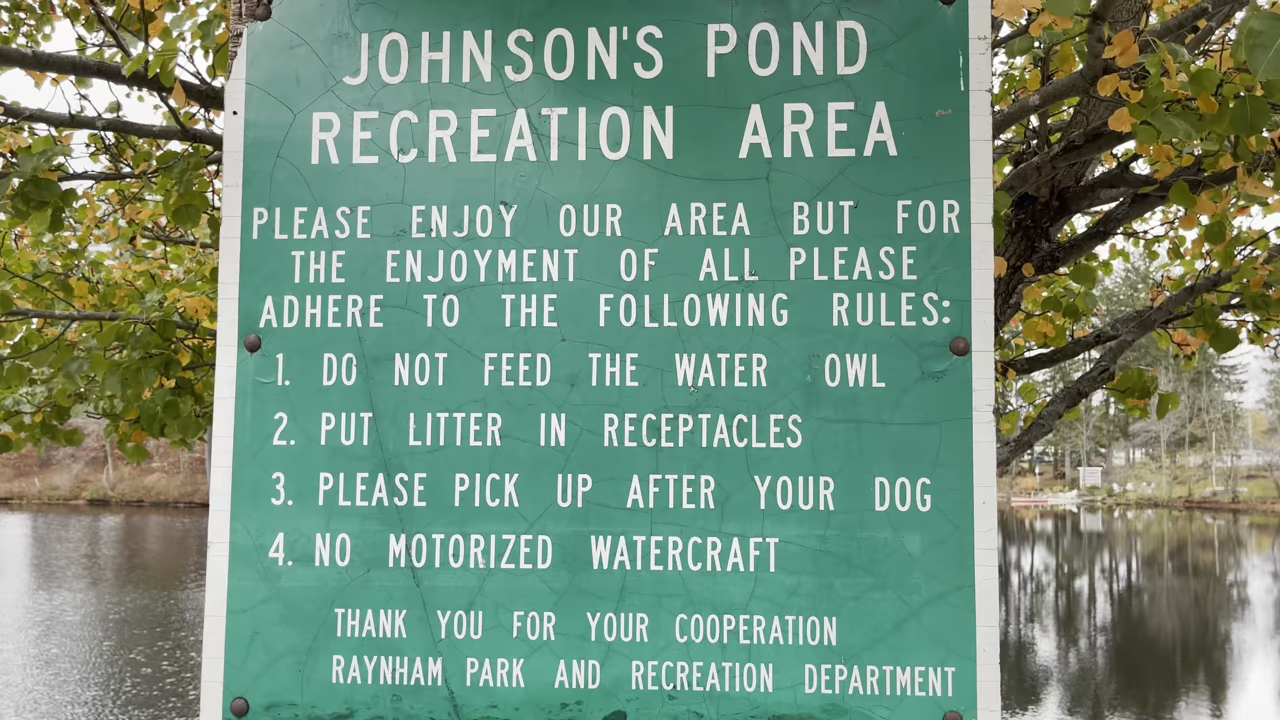 JOHNSON'S POND
RECREATION AREA
PLEASE ENJOY OUR AREA BUT FOR
THE ENJOYMENT OF ALL PLEASE
ADHERE TO THE FOLLOWING RULES:
1. DO NOT FEED THE WATER OWL
2. PUT LITTER IN RECEPTACLES
3. PLEASE PICK UP AFTER YOUR DOG
4. NO MOTORIZED WATERCRAFT
THANK YOU FOR YOUR COOPERATION
RAYNHAM PARK AND RECREATION DEPARTMENT